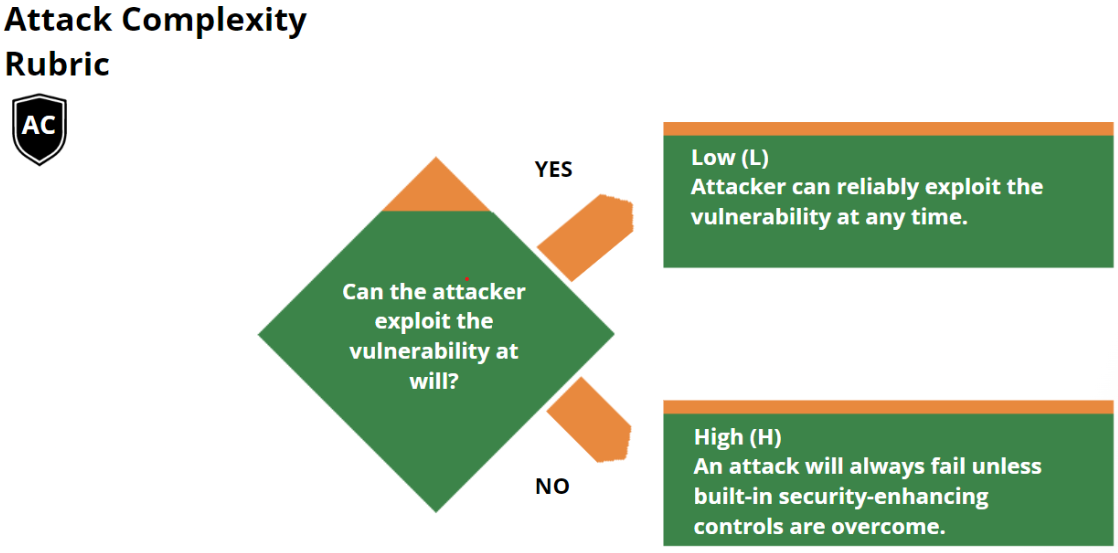 Attack Complexity
Rubric
AC
YES
Low (L)
Attacker can reliably exploit the
vulnerability at any time.
Can the attacker
exploit the
vulnerability at
will?
High (H)
An attack will always fail unless
built-in security-enhancing
controls are overcome.
NO